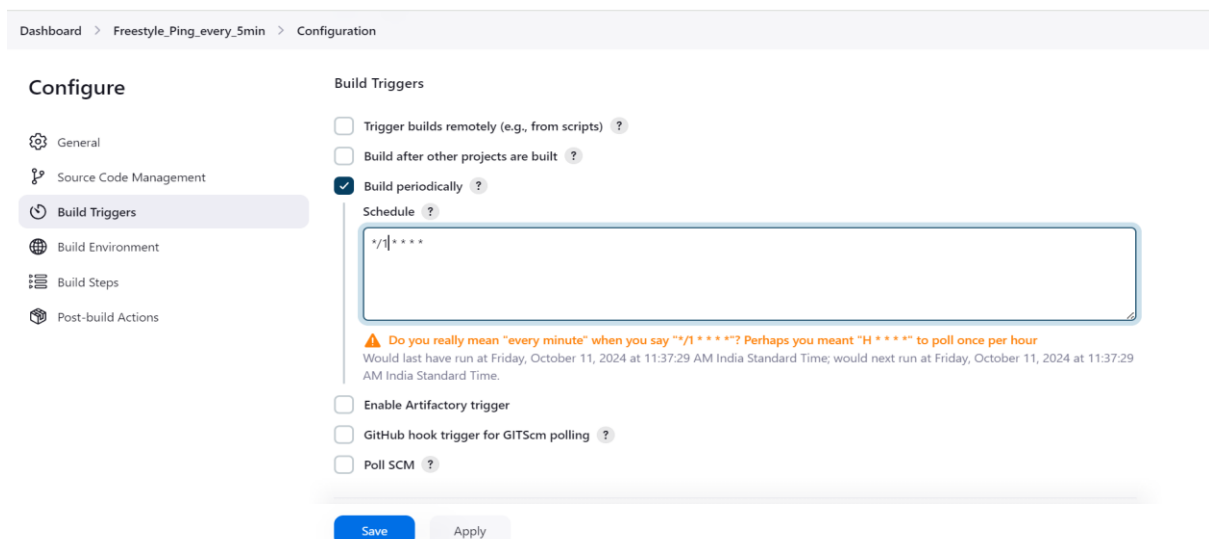 Dashboard > Freestyle_Ping_every_5min > Configuration
Configure
General
Source Code Management
Build Triggers
Build Environment
Build Steps
Post-build Actions
Build Triggers
Trigger builds remotely (e.g., from scripts) ?
Build after other projects are built ?
Build periodically ?
Schedule ?
*/1 * * * *
Do you really mean "every minute" when you say "*/1 * * * *"? Perhaps you meant "H * * * *" to poll once per hour
Would last have run at Friday, October 11, 2024 at 11:37:29 AM India Standard Time; would next run at Friday, October 11, 2024 at 11:37:29
AM India Standard Time.
Enable Artifactory trigger
GitHub hook trigger for GITScm polling ?
Poll SCM ?
Save Apply